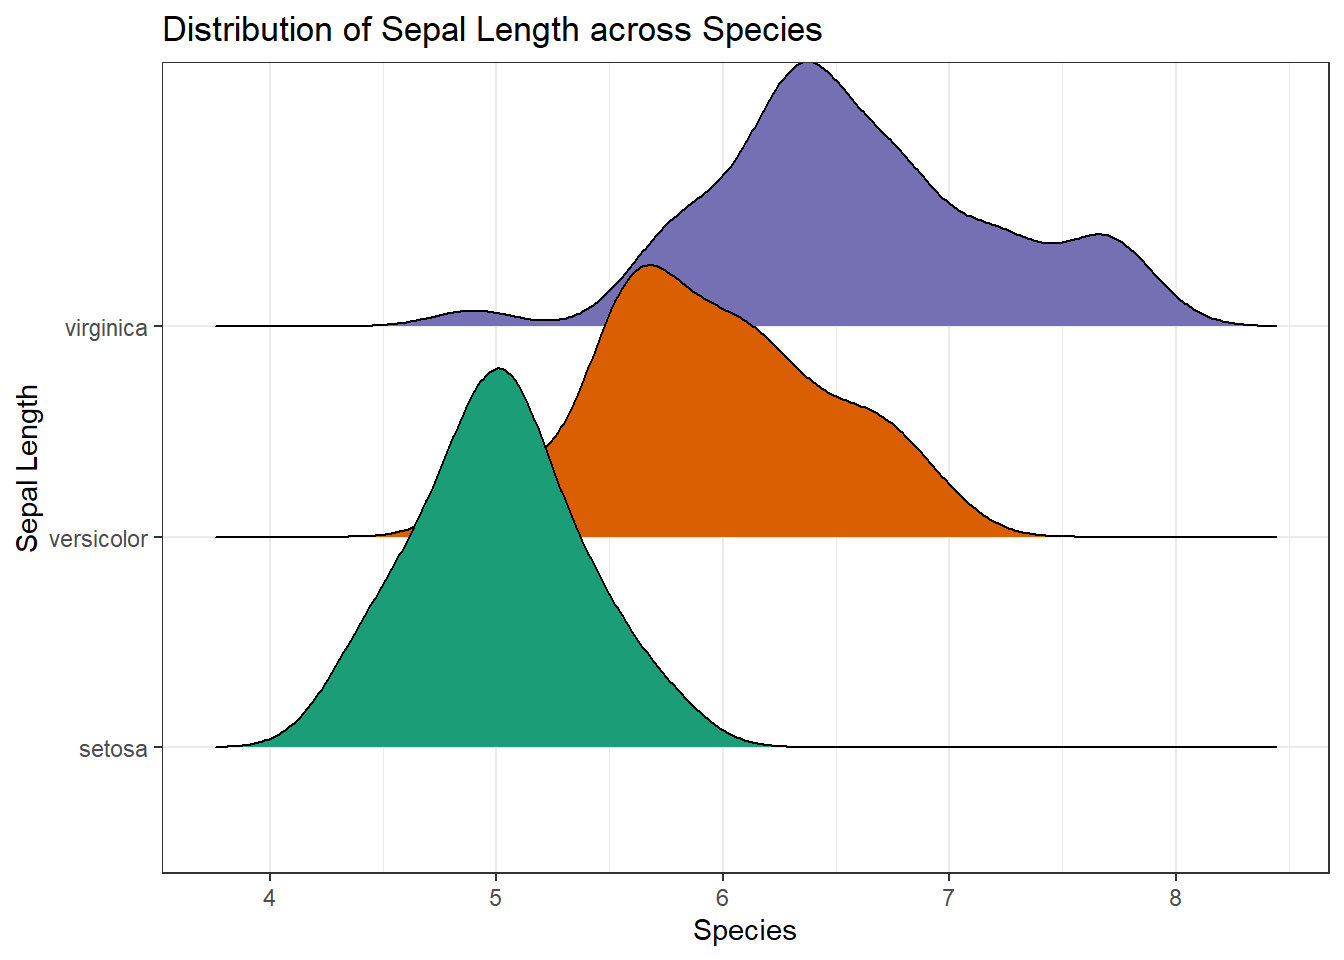 Distribution of Sepal Length across Species
virginica
versicolor
setosa
Sepal Length
4 5 6 7 8
Species